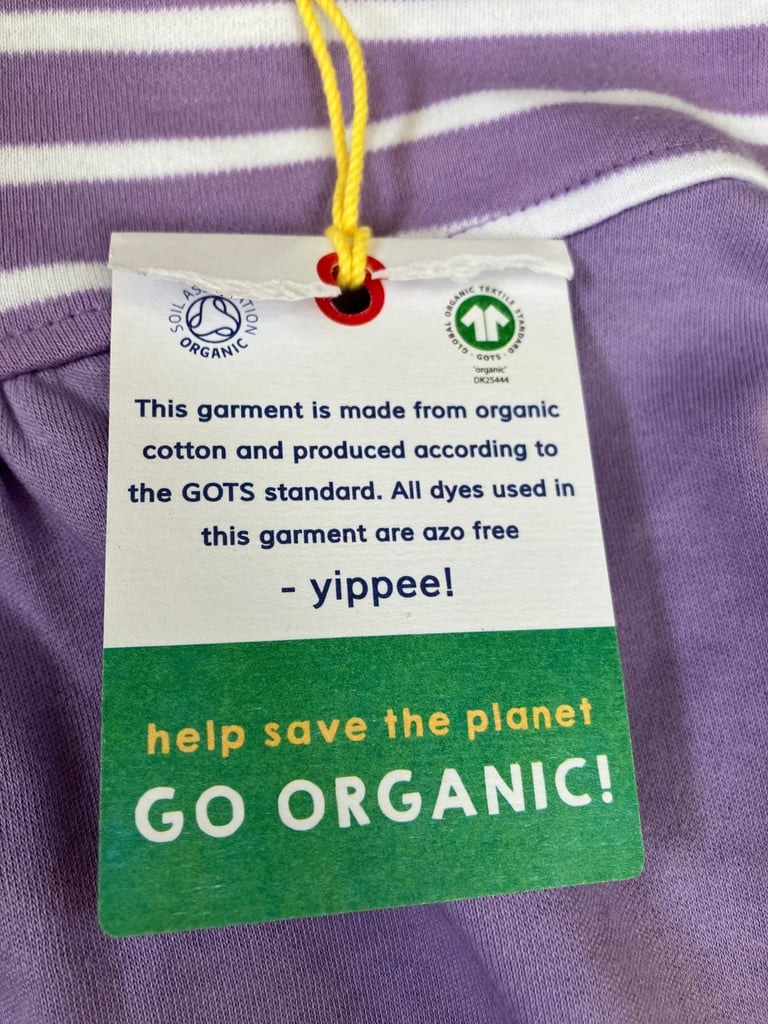 SOIL AS
ATION
ORGANIC
GLOBAL ORGANIC TEXTILE STANDARD
· GOTS ·
'organic'
DK25444
This garment is made from organic
cotton and produced according to
the GOTS standard. All dyes used in
this garment are azo free
- yippee!
help save the planet
GO ORGANIC!